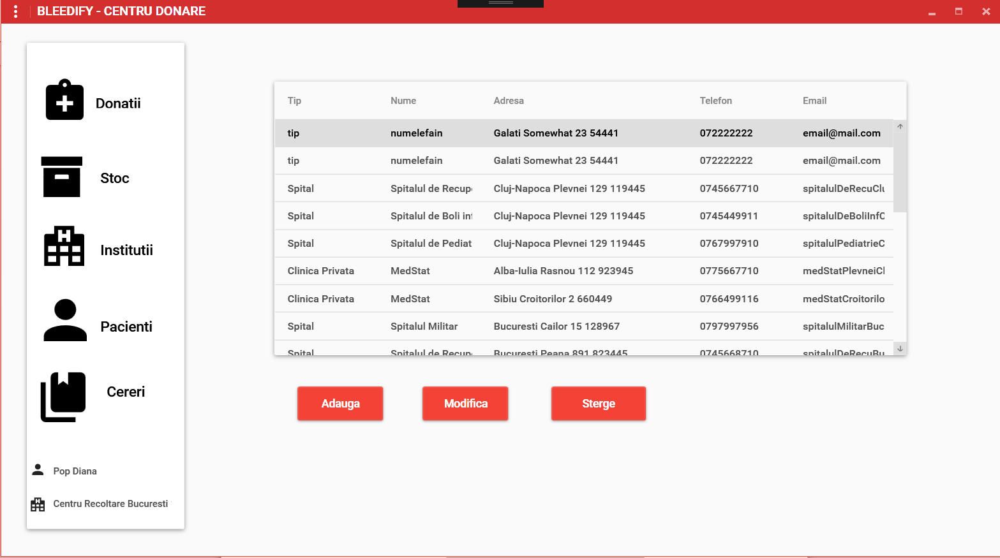 BLEEDIFY - CENTRU DONARE
Donatii
Stoc
Institutii
Pacienti
Cereri
Pop Diana
Centru Recoltare Bucuresti
Tip Nume Adresa Telefon Email
tip numelefain Galati Somewhat 23 54441 072222222 email@mail.com
tip numelefain Galati Somewhat 23 54441 072222222 email@mail.com
Spital Spitalul de Recup Cluj-Napoca Plevnei 129 119445 0745667710 spitalulDeRecuClu
Spital Spitalul de Boli inf Cluj-Napoca Plevnei 129 119445 0745449911 spitalulDeBoliInfC
Spital Spitalul de Pediat Cluj-Napoca Plevnei 129 119445 0767997910 spitalulPediatrieC
Clinica Privata MedStat Alba-Iulia Rasnou 112 923945 0775667710 medStatPlevneiCl
Clinica Privata MedStat Sibiu Croitorilor 2 660449 0766499116 medStatCroitorilo
Spital Spitalul Militar Bucuresti Cailor 15 128967 0797997956 spitalulMilitarBuc
Spital Spitalul de Recup Bucuresti Peana 891 823445 0745668710 spitalulDeRecuBu
Adauga Modifica Sterge